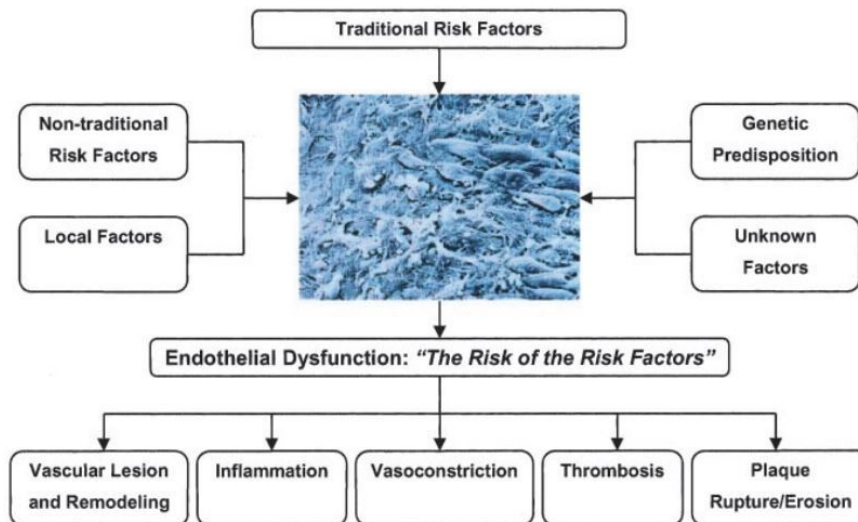 Traditional Risk Factors
Non-traditional
Risk Factors
Local Factors
Genetic
Predisposition
Unknown
Factors
Endothelial Dysfunction: “The Risk of the Risk Factors”
Vascular Lesion
and Remodeling
Inflammation
Vasoconstriction
Thrombosis
Plaque
Rupture/Erosion